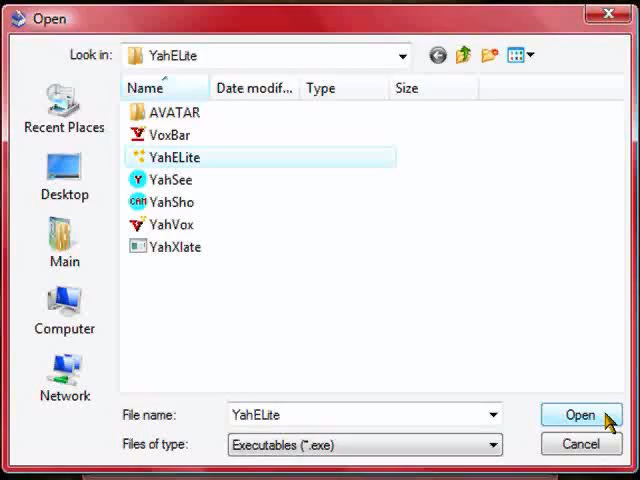 Open
Look in: YahELite
Name Date modif... Type Size
AVATAR
VoxBar
YahELite
YahSee
YahSho
YahVox
YahXlate
Recent Places
Desktop
Main
Computer
Network
File name: YahELite Open
Files of type: Executables (*.exe) Cancel